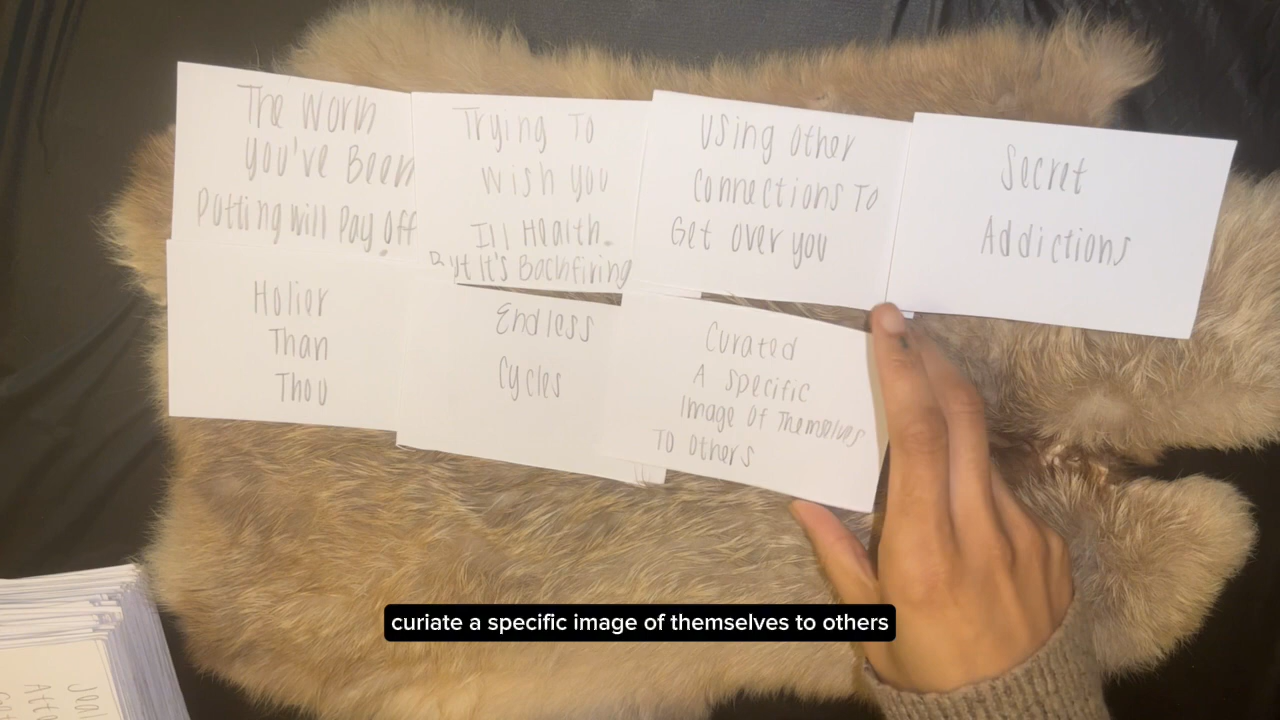 The Work
You've Been
Putting Will Pay Off
Trying To
Wish You
Ill Health.
But It's Backfiring
Using Other
Connections To
Get Over You
Secret
Addictions
Holier
Than
Thou
Endless
Cycles
Curated
A Specific
Image Of Themselves
To Others
curiate a specific image of themselves to others